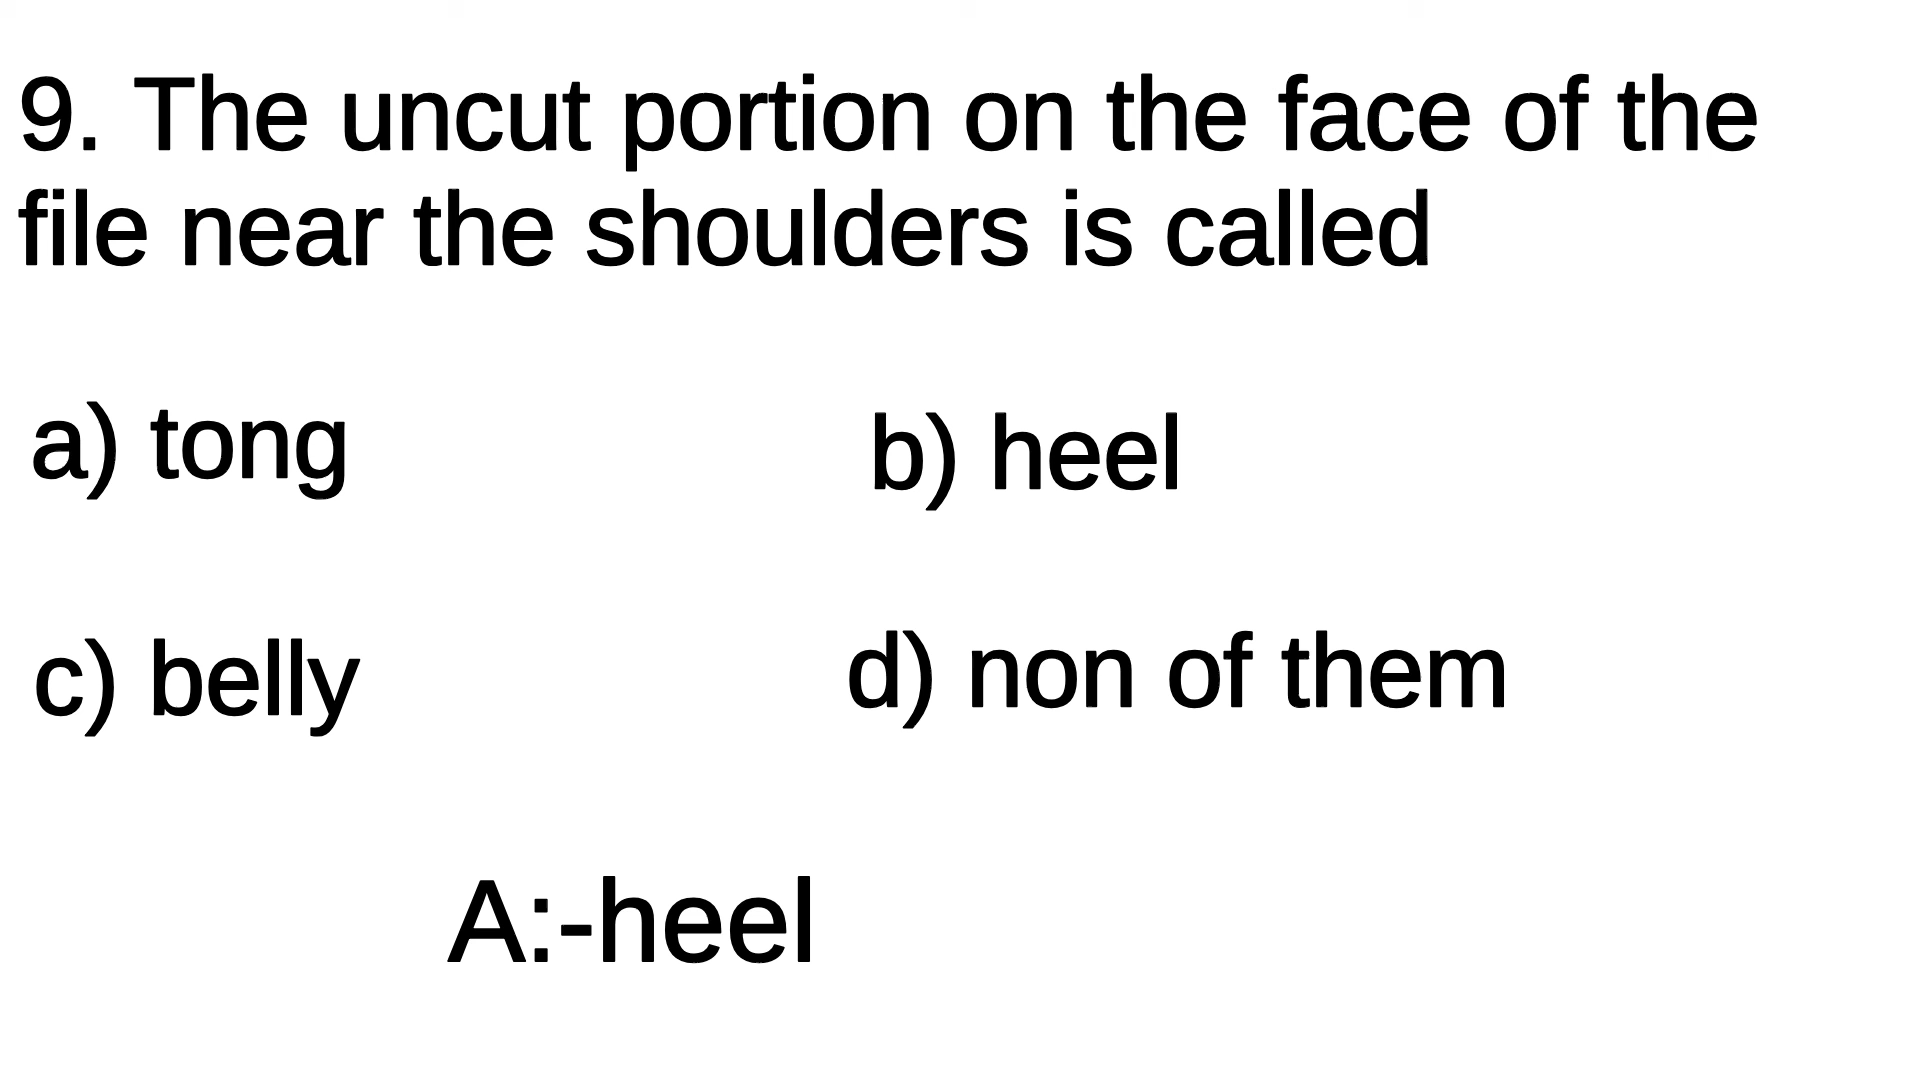 9. The uncut portion on the face of the
file near the shoulders is called
a) tong
b) heel
c) belly
d) non of them
A:-heel